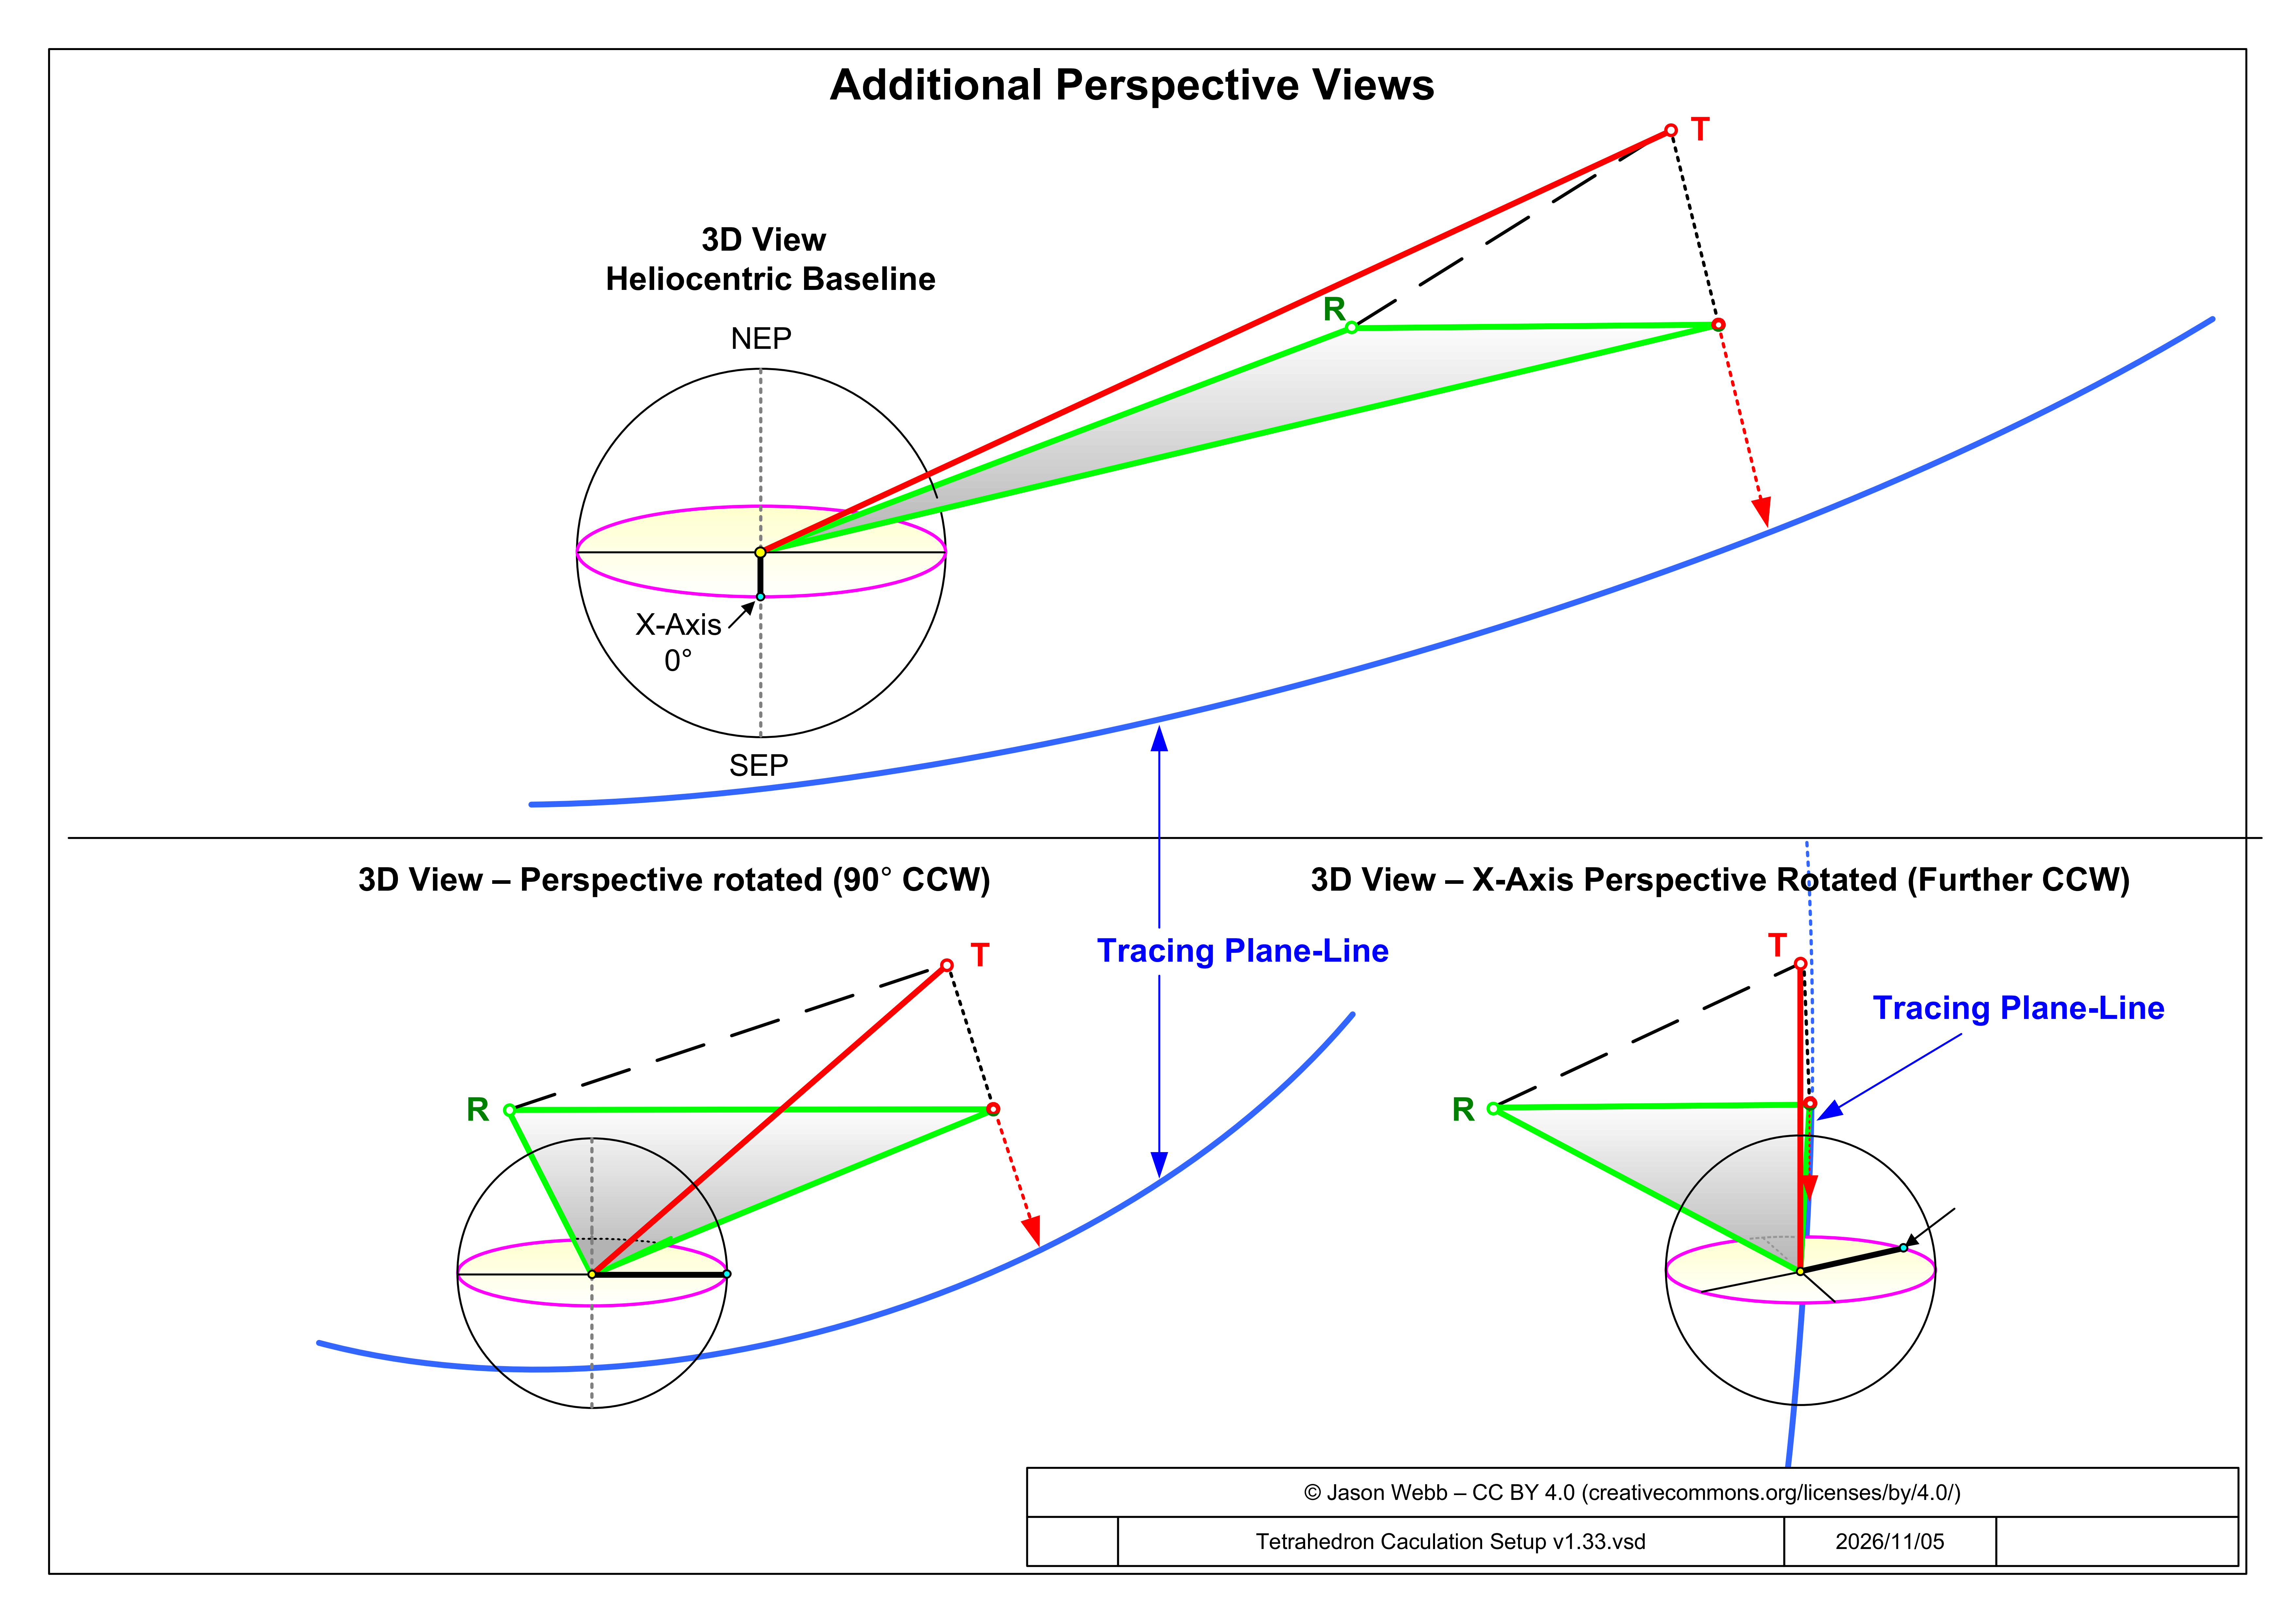 Additional Perspective Views
T
3D View
Heliocentric Baseline
R
NEP
X-Axis
0°
SEP
3D View – Perspective rotated (90° CCW)
3D View – X-Axis Perspective Rotated (Further CCW)
T
Tracing Plane-Line
T
Tracing Plane-Line
R
R
© Jason Webb – CC BY 4.0 (creativecommons.org/licenses/by/4.0/)
Tetrahedron Caculation Setup v1.33.vsd
2026/11/05